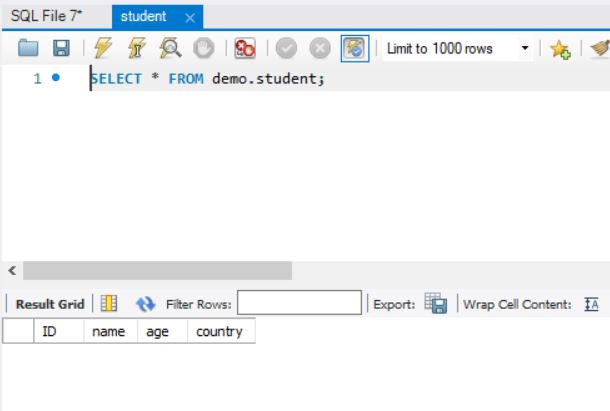 SQL File 7* student
Limit to 1000 rows
1 SELECT * FROM demo.student;
Result Grid Filter Rows: Export: Wrap Cell Content: IA
ID name age country